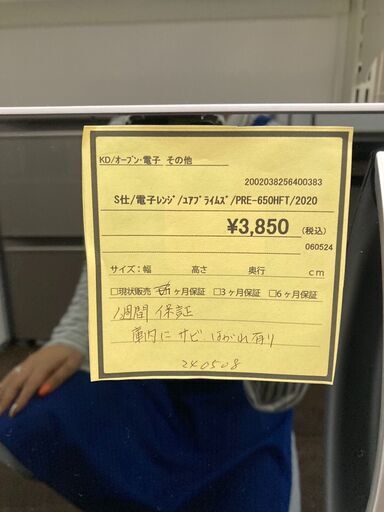 KD/オーブン・電子 その他
2002038256400383
S仕/電子レンジ/ユアプライムズ/PRE-650HFT/2020
¥3,850 (税込)
060524
サイズ:幅 高さ 奥行 cm
□現状販売 ☑1ヶ月保証 □3ヶ月保証 □6ヶ月保証
1週間 保証
庫内に サビ、はがれ有り
240508